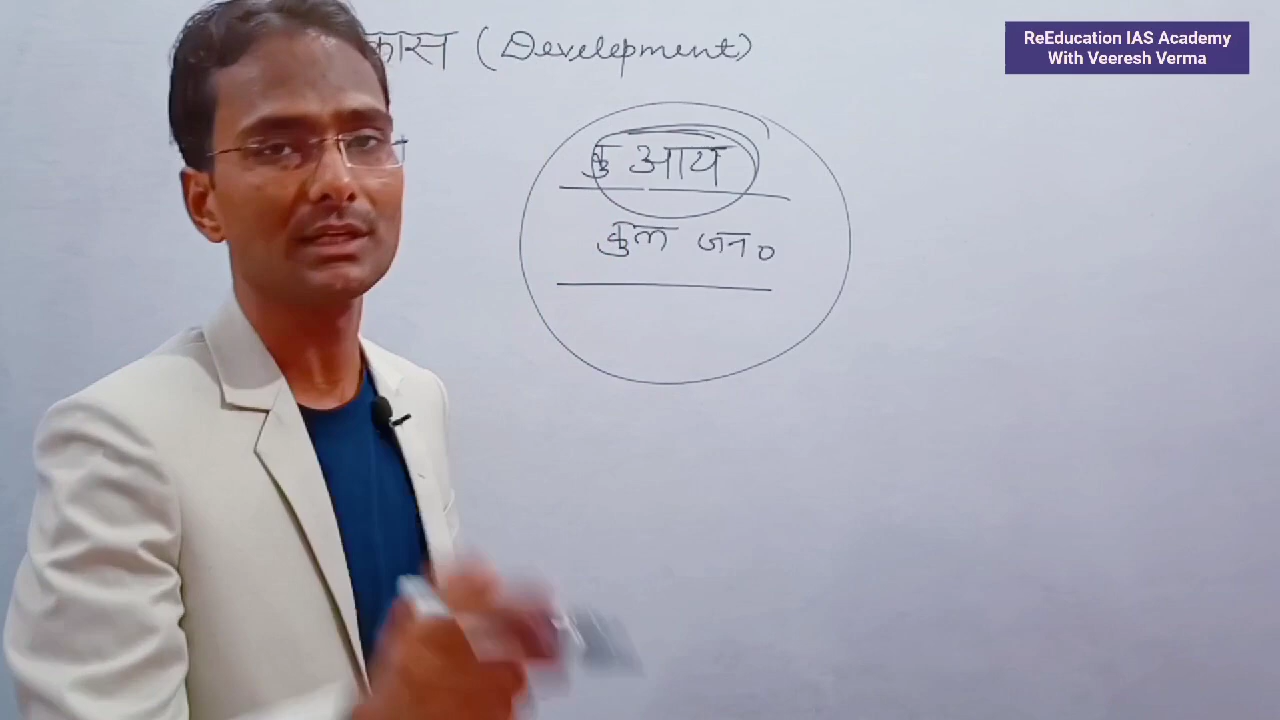 कास (Development)
ReEducation IAS Academy
With Veeresh Verma
कु आय
कुल जन०